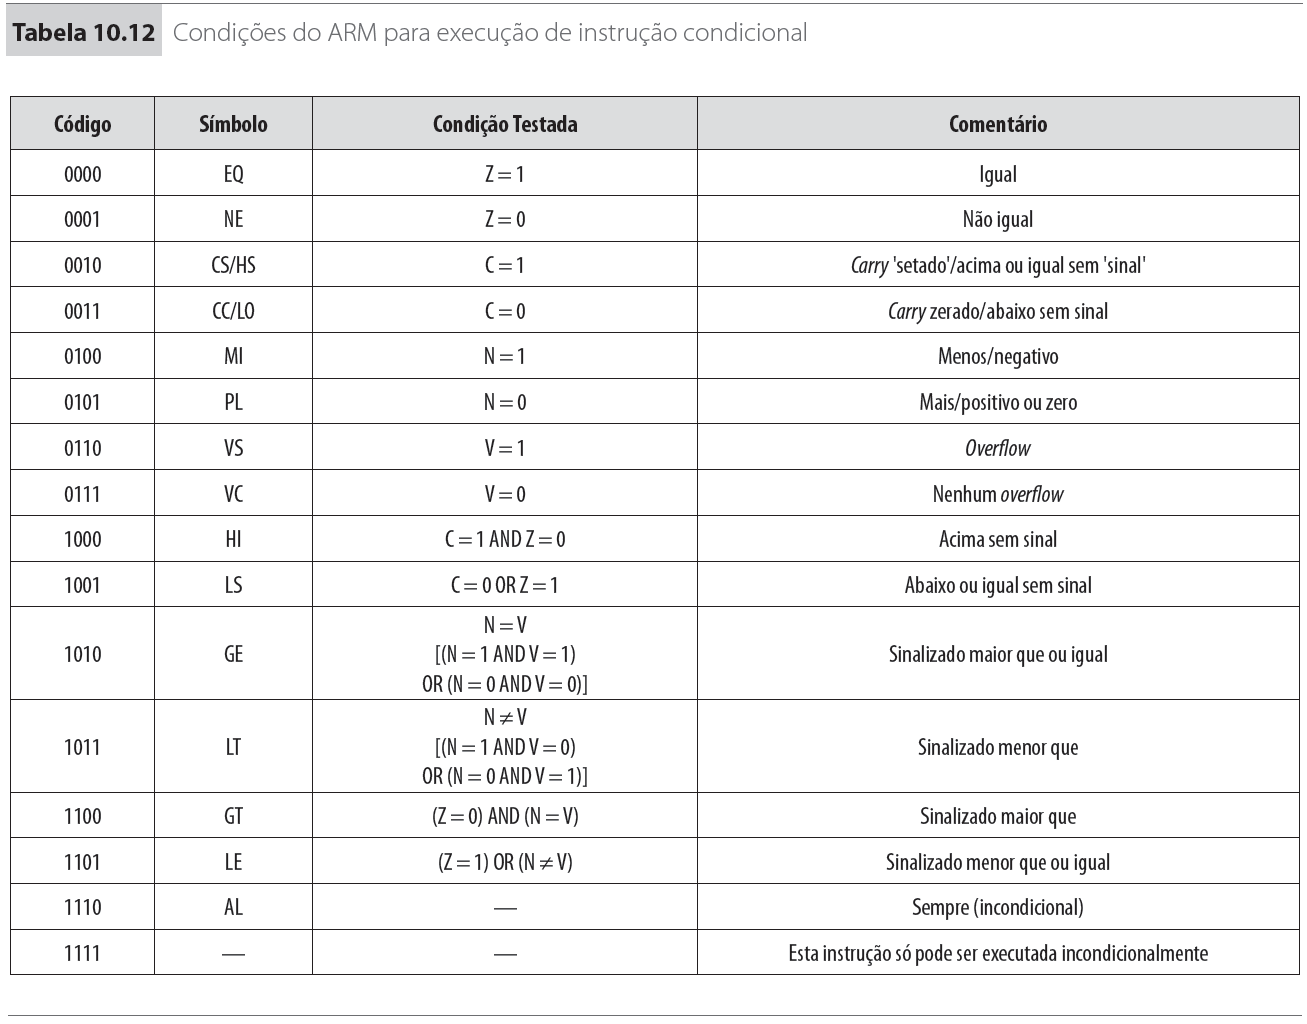 Tabela 10.12 Condições do ARM para execução de instrução condicional
Código Símbolo Condição Testada Comentário
0000 EQ Z = 1 Igual
0001 NE Z = 0 Não igual
0010 CS/HS C = 1 Carry 'setado'/acima ou igual sem 'sinal'
0011 CC/LO C = 0 Carry zerado/abaixo sem sinal
0100 MI N = 1 Menos/negativo
0101 PL N = 0 Mais/positivo ou zero
0110 VS V = 1 Overflow
0111 VC V = 0 Nenhum overflow
1000 HI C = 1 AND Z = 0 Acima sem sinal
1001 LS C = 0 OR Z = 1 Abaixo ou igual sem sinal
N = V
1010 GE [(N = 1 AND V = 1) Sinalizado maior que ou igual
OR (N = 0 AND V = 0)]
N ≠ V
1011 LT [(N = 1 AND V = 0) Sinalizado menor que
OR (N = 0 AND V = 1)]
1100 GT (Z = 0) AND (N = V) Sinalizado maior que
1101 LE (Z = 1) OR (N ≠ V) Sinalizado menor que ou igual
1110 AL — Sempre (incondicional)
1111 — — Esta instrução só pode ser executada incondicionalmente